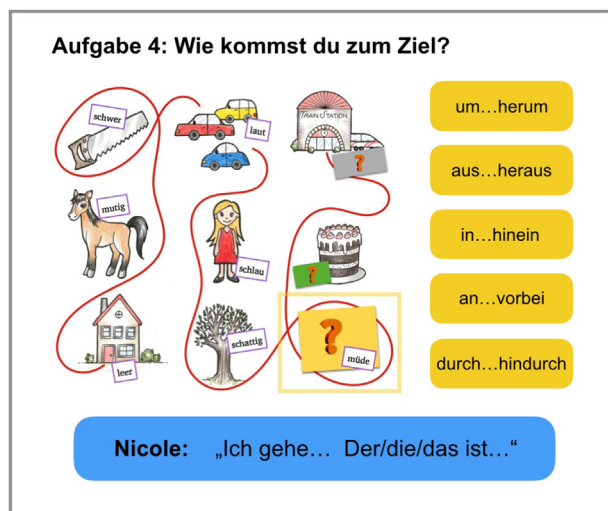 Aufgabe 4: Wie kommst du zum Ziel?
schwer
laut
TRAIN STATION
?
um…herum
aus…heraus
mutig
schlau
?
in…hinein
an…vorbei
leer
schattig
?
müde
durch…hindurch
Nicole: „Ich gehe… Der/die/das ist…“